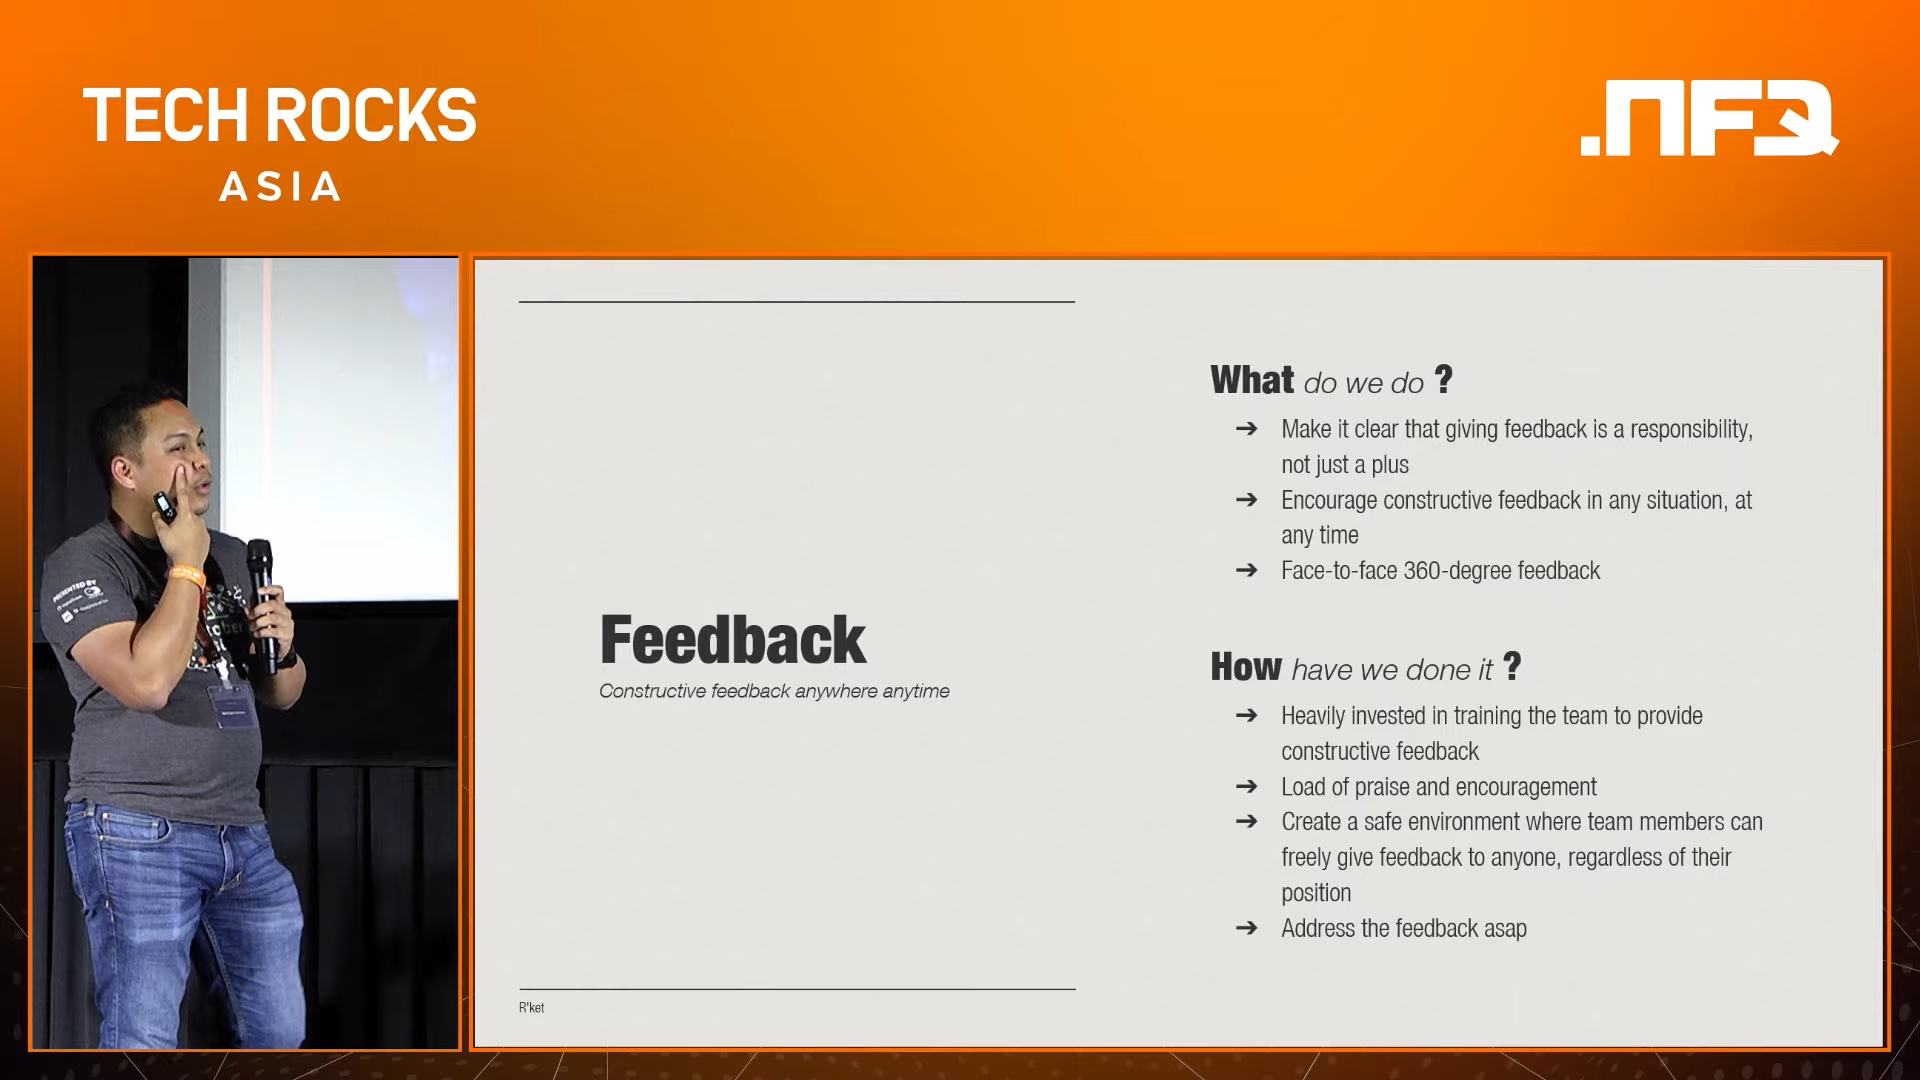 TECH ROCKS
ASIA
.NFQ
PRESENTED BY
Feedback
Constructive feedback anywhere anytime
R'ket
What do we do ?
➔ Make it clear that giving feedback is a responsibility,
not just a plus
➔ Encourage constructive feedback in any situation, at
any time
➔ Face-to-face 360-degree feedback
How have we done it ?
➔ Heavily invested in training the team to provide
constructive feedback
➔ Load of praise and encouragement
➔ Create a safe environment where team members can
freely give feedback to anyone, regardless of their
position
➔ Address the feedback asap